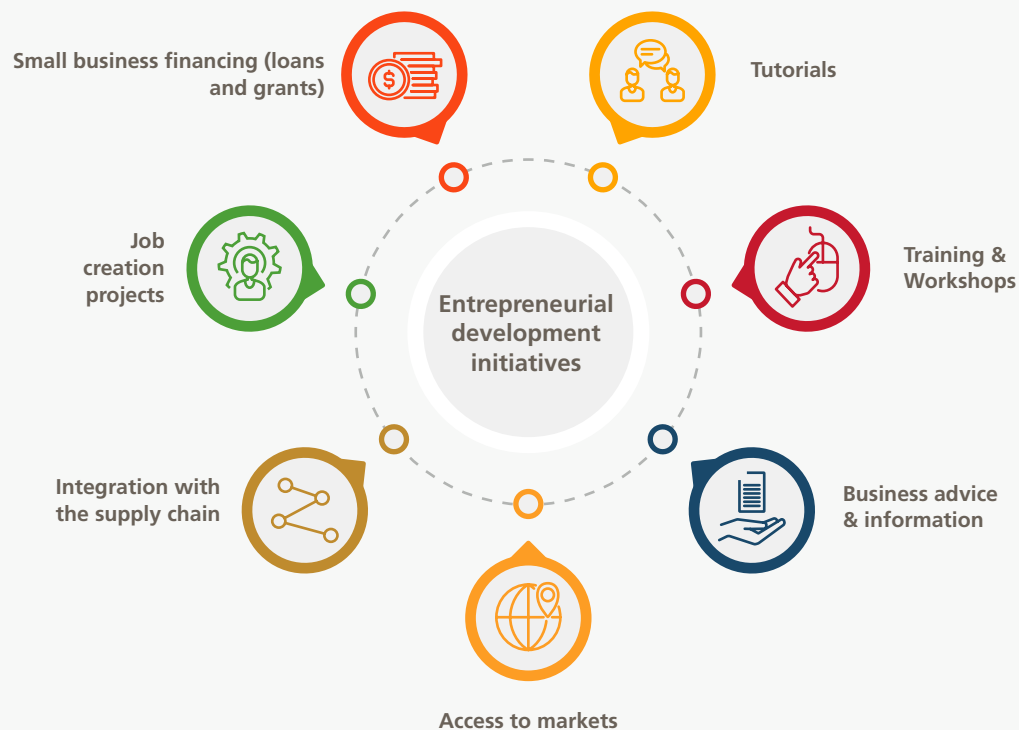 Small business financing (loans
and grants)
Tutorials
Job
creation
projects
Training &
Workshops
Entrepreneurial
development
initiatives
Integration with
the supply chain
Business advice
& information
Access to markets
$